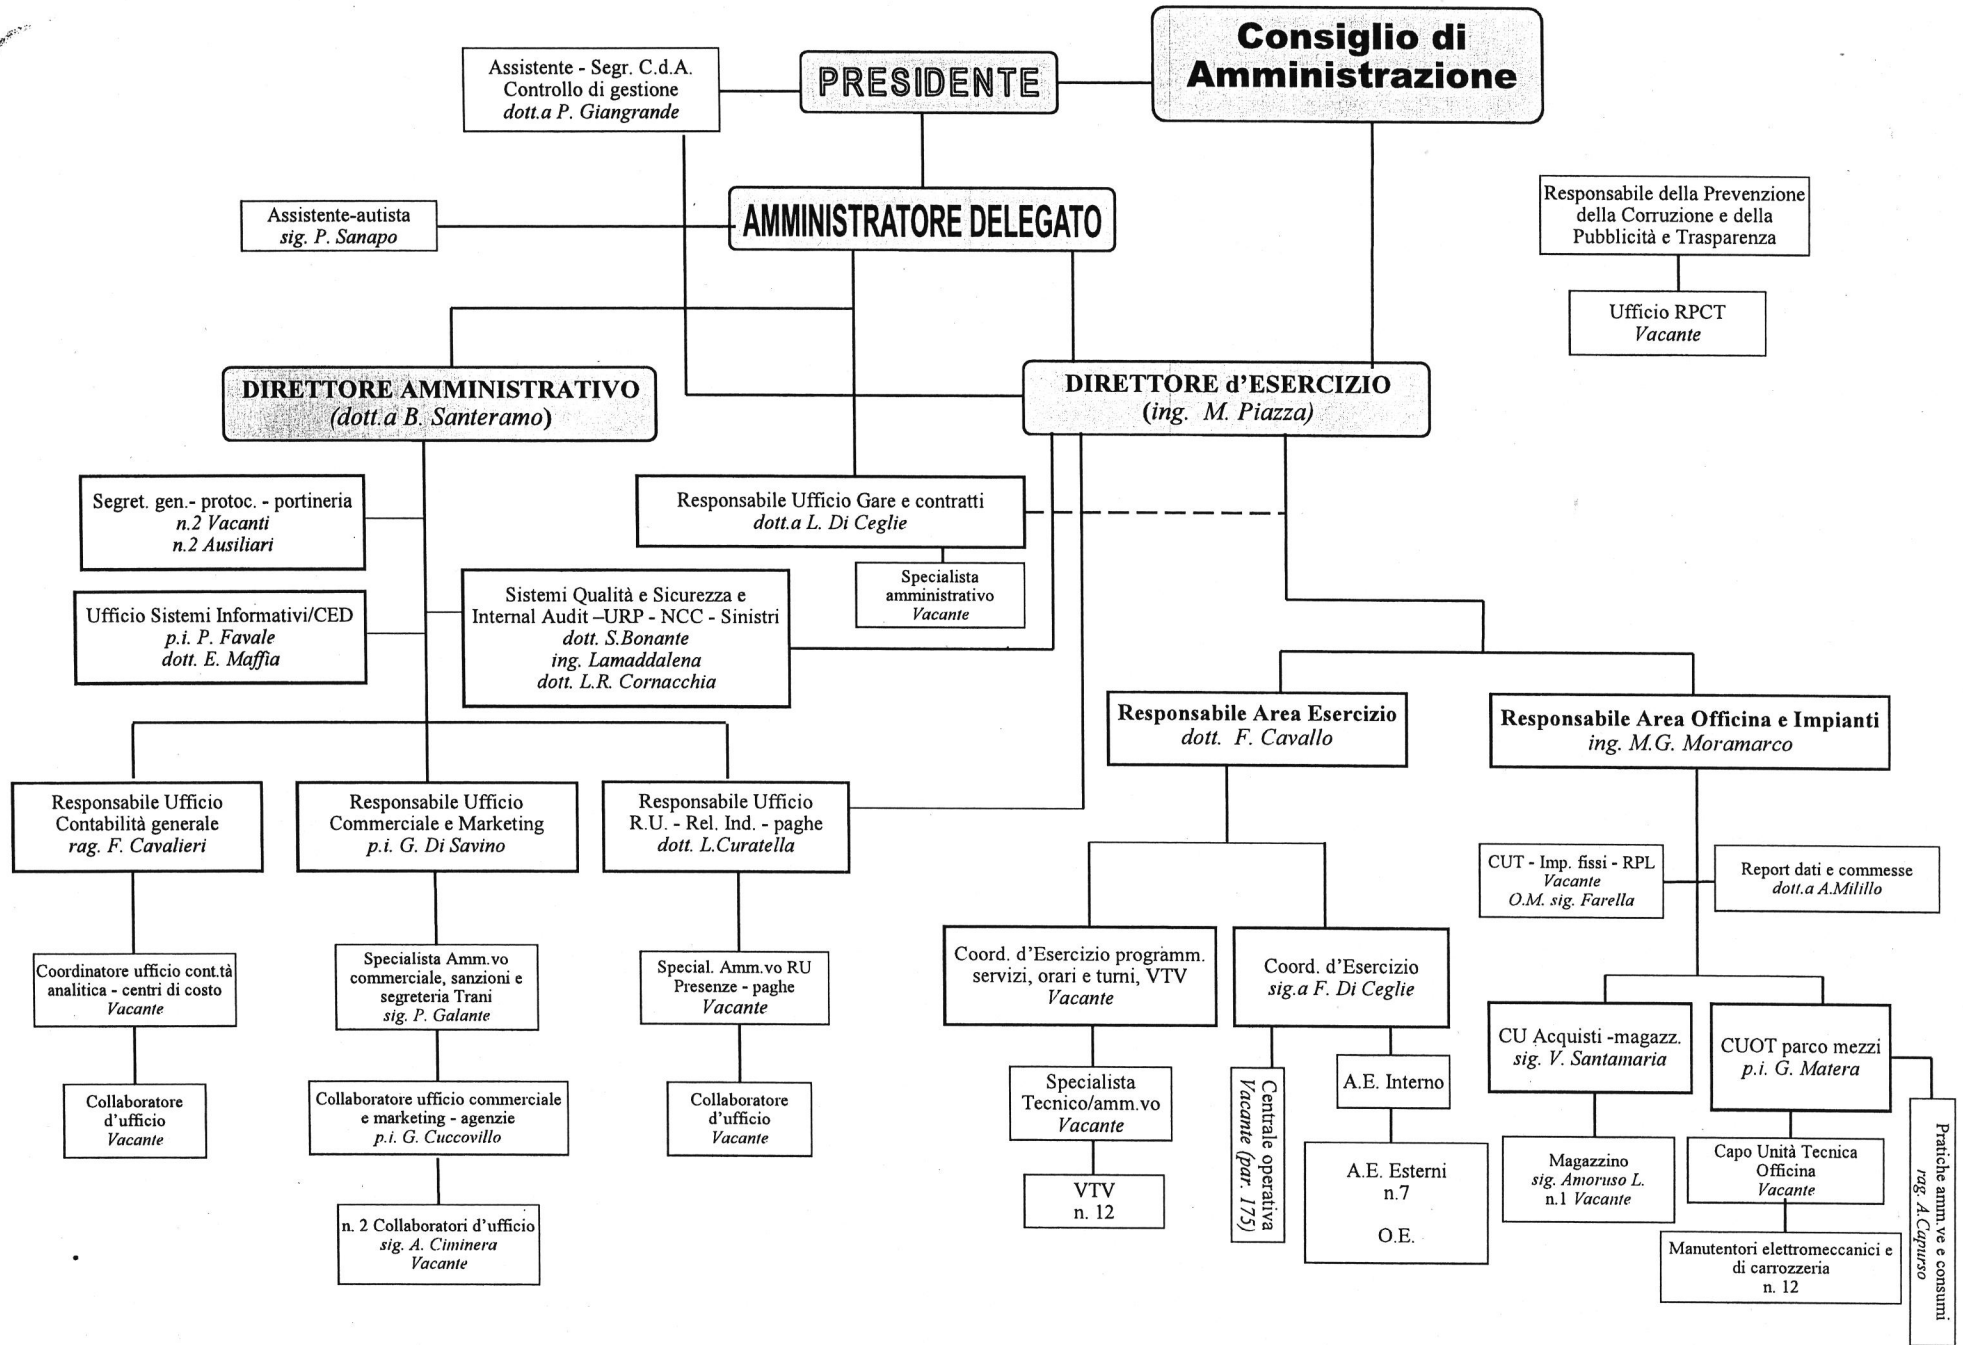 Consiglio di
Amministrazione
PRESIDENTE
Assistente - Segr. C.d.A.
Controllo di gestione
dott.a P. Giangrande
AMMINISTRATORE DELEGATO
Assistente-autista
sig. P. Sanapo
Responsabile della Prevenzione
della Corruzione e della
Pubblicità e Trasparenza
Ufficio RPCT
Vacante
DIRETTORE AMMINISTRATIVO
(dott.a B. Santeramo)
DIRETTORE d'ESERCIZIO
(ing. M. Piazza)
Segret. gen.- protoc. - portineria
n.2 Vacanti
n.2 Ausiliari
Responsabile Ufficio Gare e contratti
dott.a L. Di Ceglie
Specialista
amministrativo
Vacante
Ufficio Sistemi Informativi/CED
p.i. P. Favale
dott. E. Maffia
Sistemi Qualità e Sicurezza e
Internal Audit –URP - NCC - Sinistri
dott. S.Bonante
ing. Lamaddalena
dott. L.R. Cornacchia
Responsabile Area Esercizio
dott. F. Cavallo
Responsabile Area Officina e Impianti
ing. M.G. Moramarco
Responsabile Ufficio
Contabilità generale
rag. F. Cavalieri
Responsabile Ufficio
Commerciale e Marketing
p.i. G. Di Savino
Responsabile Ufficio
R.U. - Rel. Ind. - paghe
dott. L.Curatella
CUT - Imp. fissi - RPL
Vacante
O.M. sig. Farella
Report dati e commesse
dott.a A.Milillo
Coordinatore ufficio cont.tà
analitica - centri di costo
Vacante
Specialista Amm.vo
commerciale, sanzioni e
segreteria Trani
sig. P. Galante
Special. Amm.vo RU
Presenze - paghe
Vacante
Coord. d'Esercizio programm.
servizi, orari e turni, VTV
Vacante
Coord. d'Esercizio
sig.a F. Di Ceglie
CU Acquisti -magazz.
sig. V. Santamaria
CUOT parco mezzi
p.i. G. Matera
Collaboratore
d'ufficio
Vacante
Collaboratore ufficio commerciale
e marketing - agenzie
p.i. G. Cuccovillo
Collaboratore
d'ufficio
Vacante
Specialista
Tecnico/amm.vo
Vacante
Centrale operativa
Vacante (par. 175)
A.E. Interno
A.E. Esterni
n.7
O.E.
Magazzino
sig. Amoruso L.
n.1 Vacante
Capo Unità Tecnica
Officina
Vacante
Pratiche amm.ve e consumi
rag. A.Capurso
n. 2 Collaboratori d'ufficio
sig. A. Ciminera
Vacante
VTV
n. 12
Manutentori elettromeccanici e
di carrozzeria
n. 12